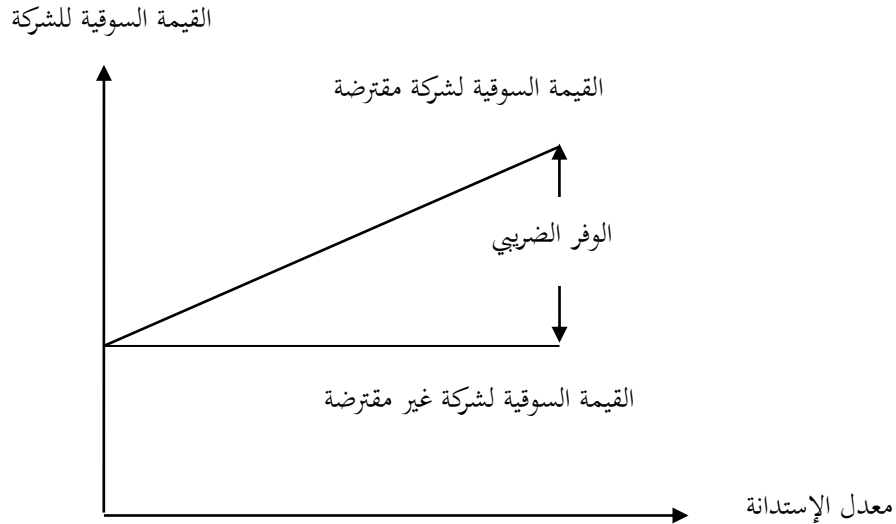 القيمة السوقية للشركة
القيمة السوقية لشركة مقترضة
الوفر الضريبي
القيمة السوقية لشركة غير مقترضة
معدل الإستدانة